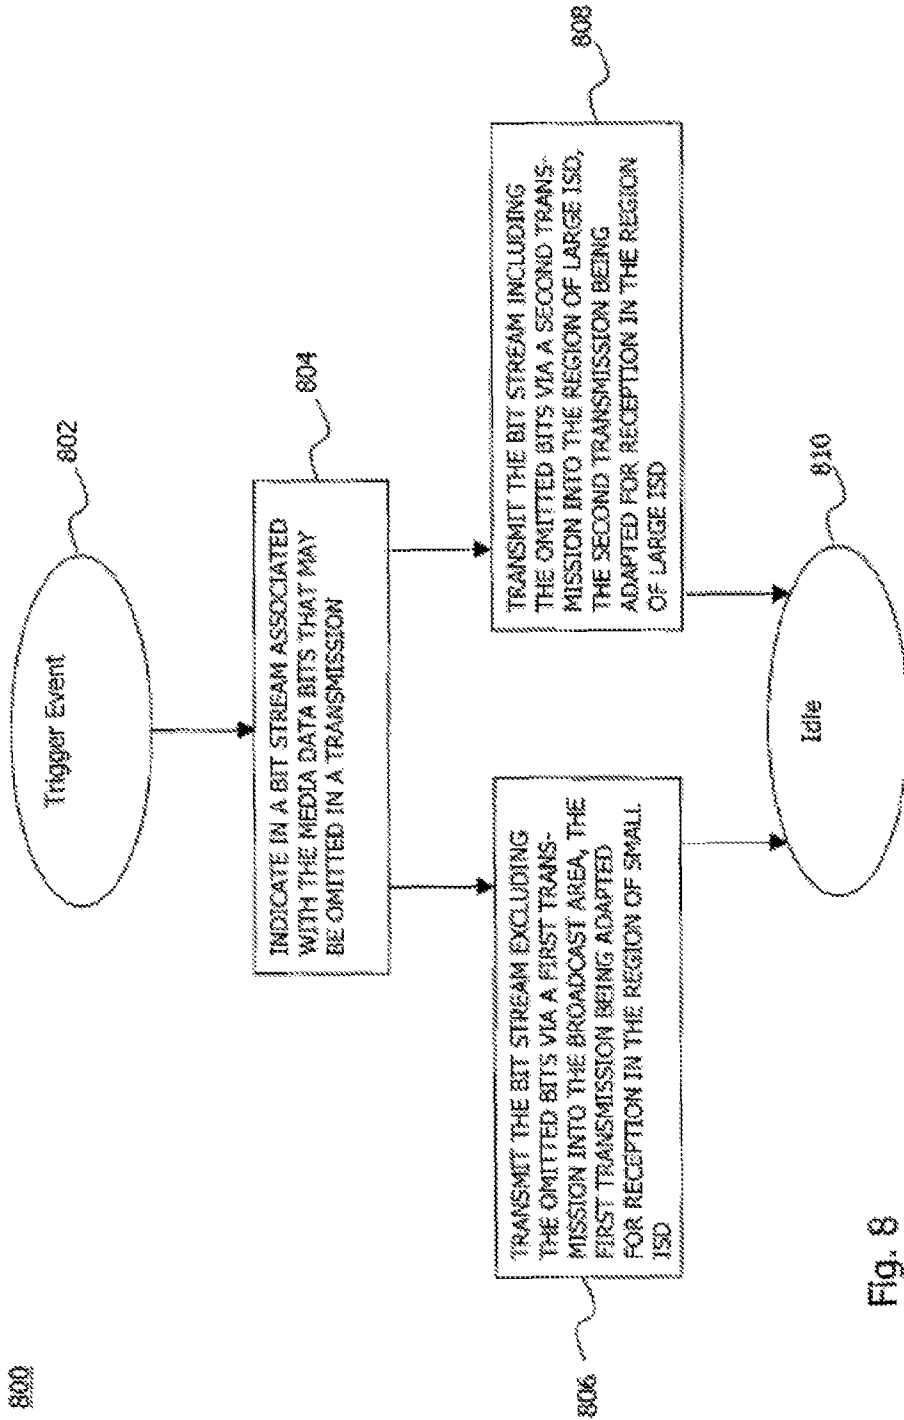 800
Trigger Event
802
INDICATE IN A BIT STREAM ASSOCIATED
WITH THE MEDIA DATA BITS THAT MAY
BE OMITTED IN A TRANSMISSION
804
TRANSMIT THE BIT STREAM EXCLUDING
THE OMITTED BITS VIA A FIRST TRANS-
MISSION INTO THE BROADCAST AREA, THE
FIRST TRANSMISSION BEING ADAPTED
FOR RECEPTION IN THE REGION OF SMALL
ISD
806
TRANSMIT THE BIT STREAM INCLUDING
THE OMITTED BITS VIA A SECOND TRANS-
MISSION INTO THE REGION OF LARGE ISD,
THE SECOND TRANSMISSION BEING
ADAPTED FOR RECEPTION IN THE REGION
OF LARGE ISD
808
Idle
810
Fig. 8